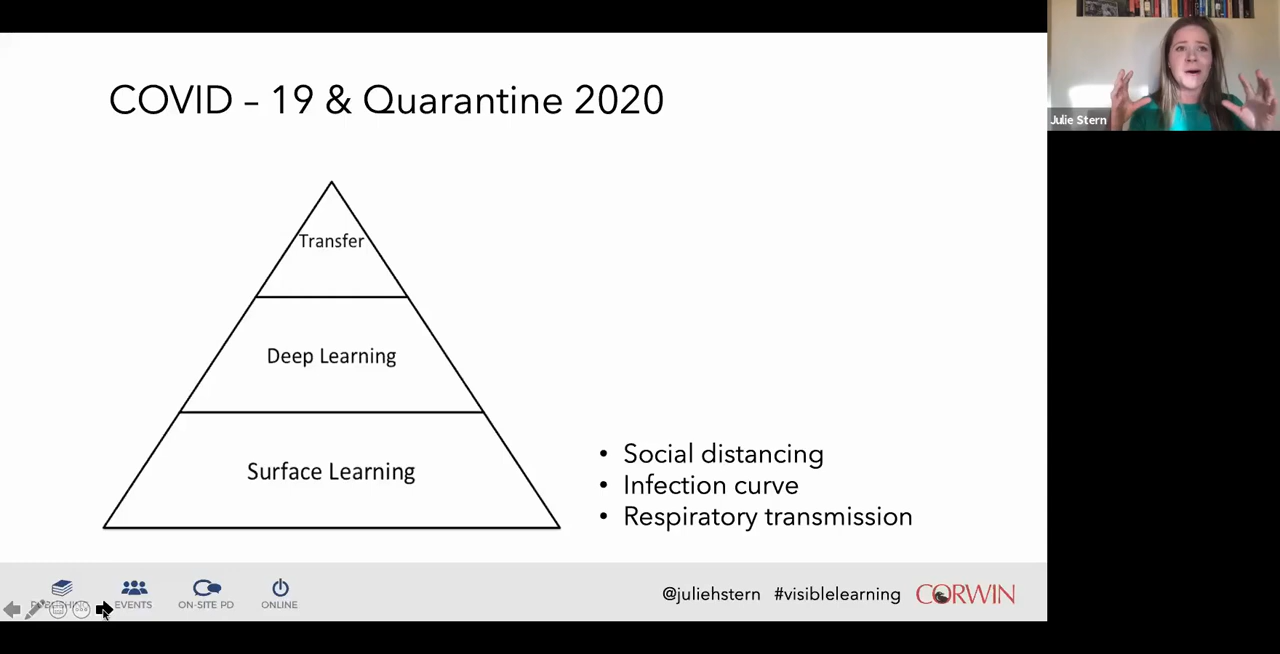 COVID – 19 & Quarantine 2020
Julie Stern
Transfer
Deep Learning
Surface Learning
• Social distancing
• Infection curve
• Respiratory transmission
EVENTS
ON-SITE PD
ONLINE
@juliehstern #visiblelearning CORWIN